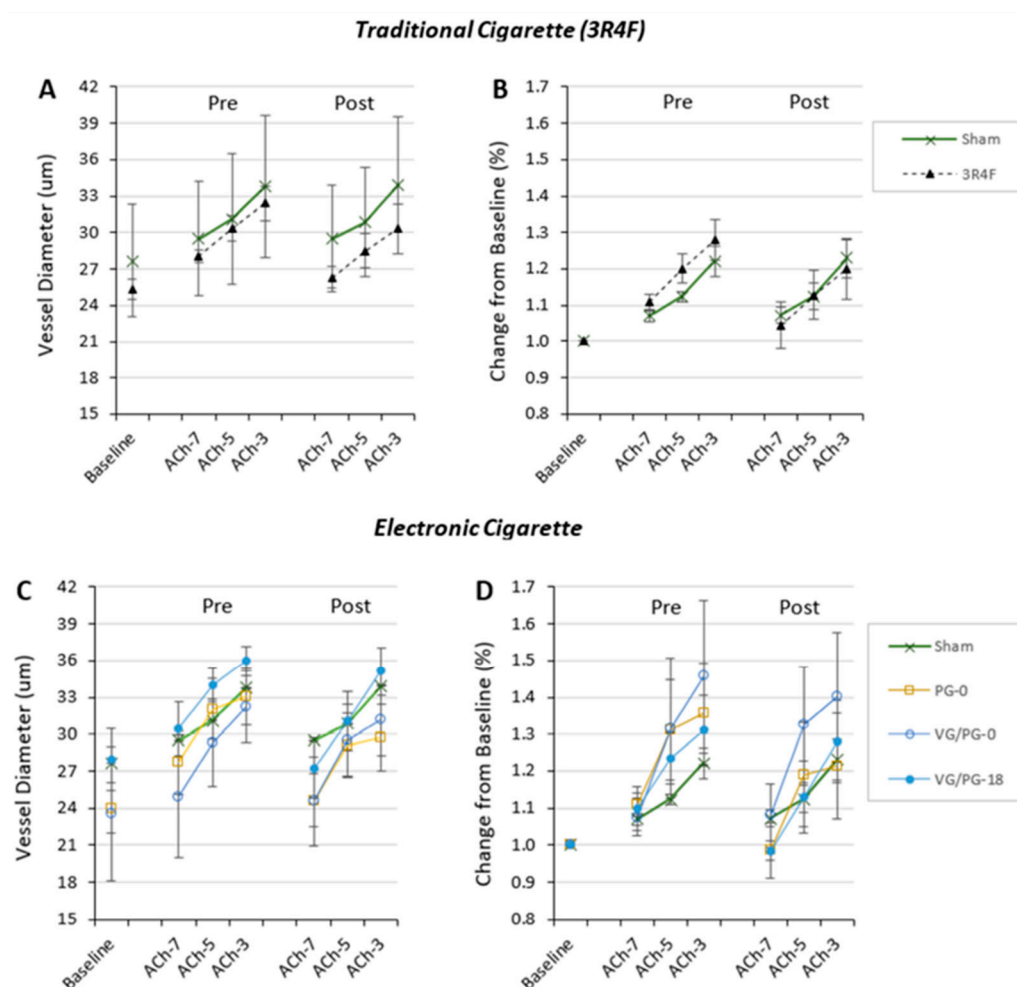 Traditional Cigarette (3R4F)
A
Pre
Post
Vessel Diameter (um)
42
39
36
33
30
27
24
21
18
15
Baseline
ACh-7
ACh-5
ACh-3
ACh-7
ACh-5
ACh-3
B
Pre
Post
Change from Baseline (%)
1.7
1.6
1.5
1.4
1.3
1.2
1.1
1.0
0.9
0.8
Baseline
ACh-7
ACh-5
ACh-3
ACh-7
ACh-5
ACh-3
Sham
3R4F
Electronic Cigarette
C
Pre
Post
Vessel Diameter (um)
42
39
36
33
30
27
24
21
18
15
Baseline
ACh-7
ACh-5
ACh-3
ACh-7
ACh-5
ACh-3
D
Pre
Post
Change from Baseline (%)
1.7
1.6
1.5
1.4
1.3
1.2
1.1
1.0
0.9
0.8
Baseline
ACh-7
ACh-5
ACh-3
ACh-7
ACh-5
ACh-3
Sham
PG-0
VG/PG-0
VG/PG-18